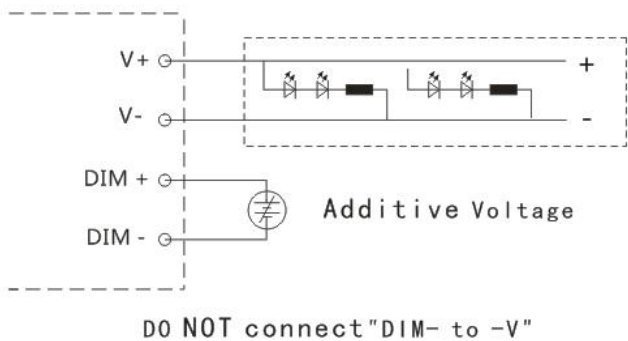 V+
+
V-
-
DIM +
Additive Voltage
DIM -
DO NOT connect"DIM- to -V"